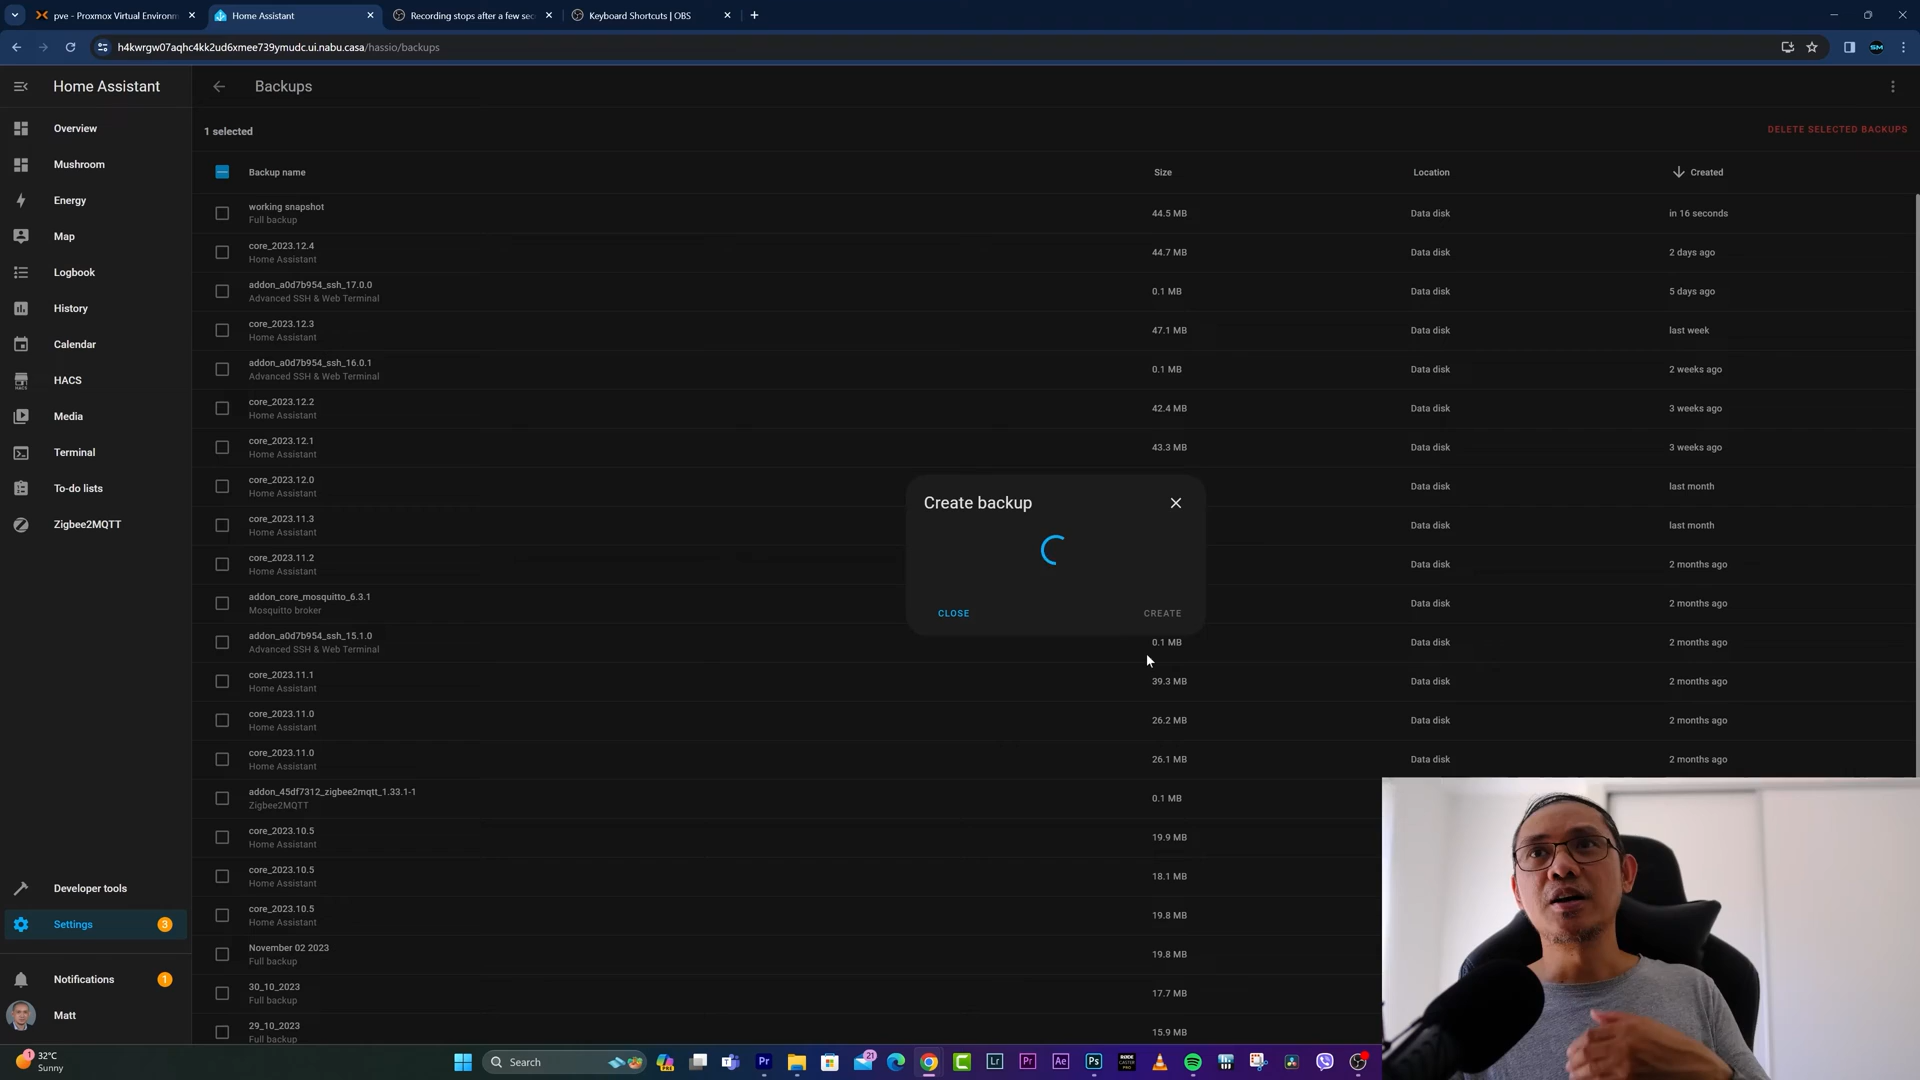 pve - Proxmox Virtual Environm
Home Assistant
Recording stops after a few sec
Keyboard Shortcuts | OBS
h4kwrgw07aqhc4kk2ud6xmee739ymudc.ui.nabu.casa/hassio/backups
SM
Home Assistant
Backups
Overview
Mushroom
Energy
Map
Logbook
History
Calendar
HACS
Media
Terminal
To-do lists
Zigbee2MQTT
Developer tools
Settings 3
Notifications 1
Matt
1 selected
DELETE SELECTED BACKUPS
Backup name Size Location Created
working snapshot
Full backup
44.5 MB Data disk in 16 seconds
core_2023.12.4
Home Assistant
44.7 MB Data disk 2 days ago
addon_a0d7b954_ssh_17.0.0
Advanced SSH & Web Terminal
0.1 MB Data disk 5 days ago
core_2023.12.3
Home Assistant
47.1 MB Data disk last week
addon_a0d7b954_ssh_16.0.1
Advanced SSH & Web Terminal
0.1 MB Data disk 2 weeks ago
core_2023.12.2
Home Assistant
42.4 MB Data disk 3 weeks ago
core_2023.12.1
Home Assistant
43.3 MB Data disk 3 weeks ago
core_2023.12.0
Home Assistant
Data disk last month
core_2023.11.3
Home Assistant
Data disk last month
core_2023.11.2
Home Assistant
Data disk 2 months ago
addon_core_mosquitto_6.3.1
Mosquitto broker
Data disk 2 months ago
addon_a0d7b954_ssh_15.1.0
Advanced SSH & Web Terminal
0.1 MB Data disk 2 months ago
core_2023.11.1
Home Assistant
39.3 MB Data disk 2 months ago
core_2023.11.0
Home Assistant
26.2 MB Data disk 2 months ago
core_2023.11.0
Home Assistant
26.1 MB Data disk 2 months ago
addon_45df7312_zigbee2mqtt_1.33.1-1
Zigbee2MQTT
0.1 MB
core_2023.10.5
Home Assistant
19.9 MB
core_2023.10.5
Home Assistant
18.1 MB
core_2023.10.5
Home Assistant
19.8 MB
November 02 2023
Full backup
19.8 MB
30_10_2023
Full backup
17.7 MB
29_10_2023
Full backup
15.9 MB
Create backup
CLOSE CREATE
1
32°C
Sunny
Search
PRE
Pr
21
Lr
Pr
Ae
Ps